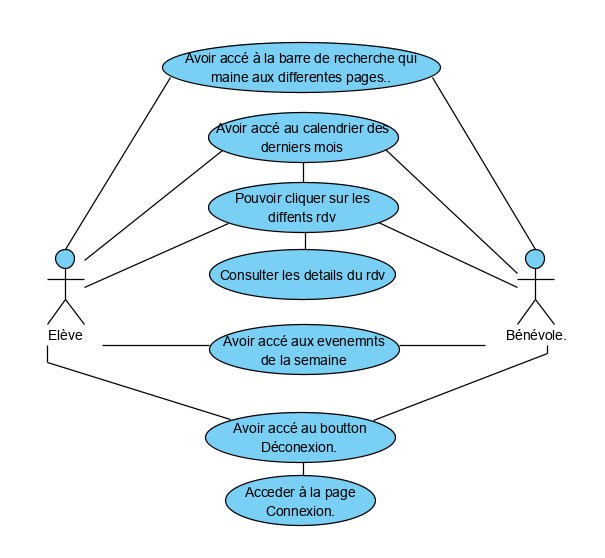 Avoir accé à la barre de recherche qui
maine aux differentes pages..
Avoir accé au calendrier des
derniers mois
Pouvoir cliquer sur les
diffents rdv
Consulter les details du rdv
Elève
Bénévole.
Avoir accé aux evenemnts
de la semaine
Avoir accé au boutton
Déconexion.
Acceder à la page
Connexion.